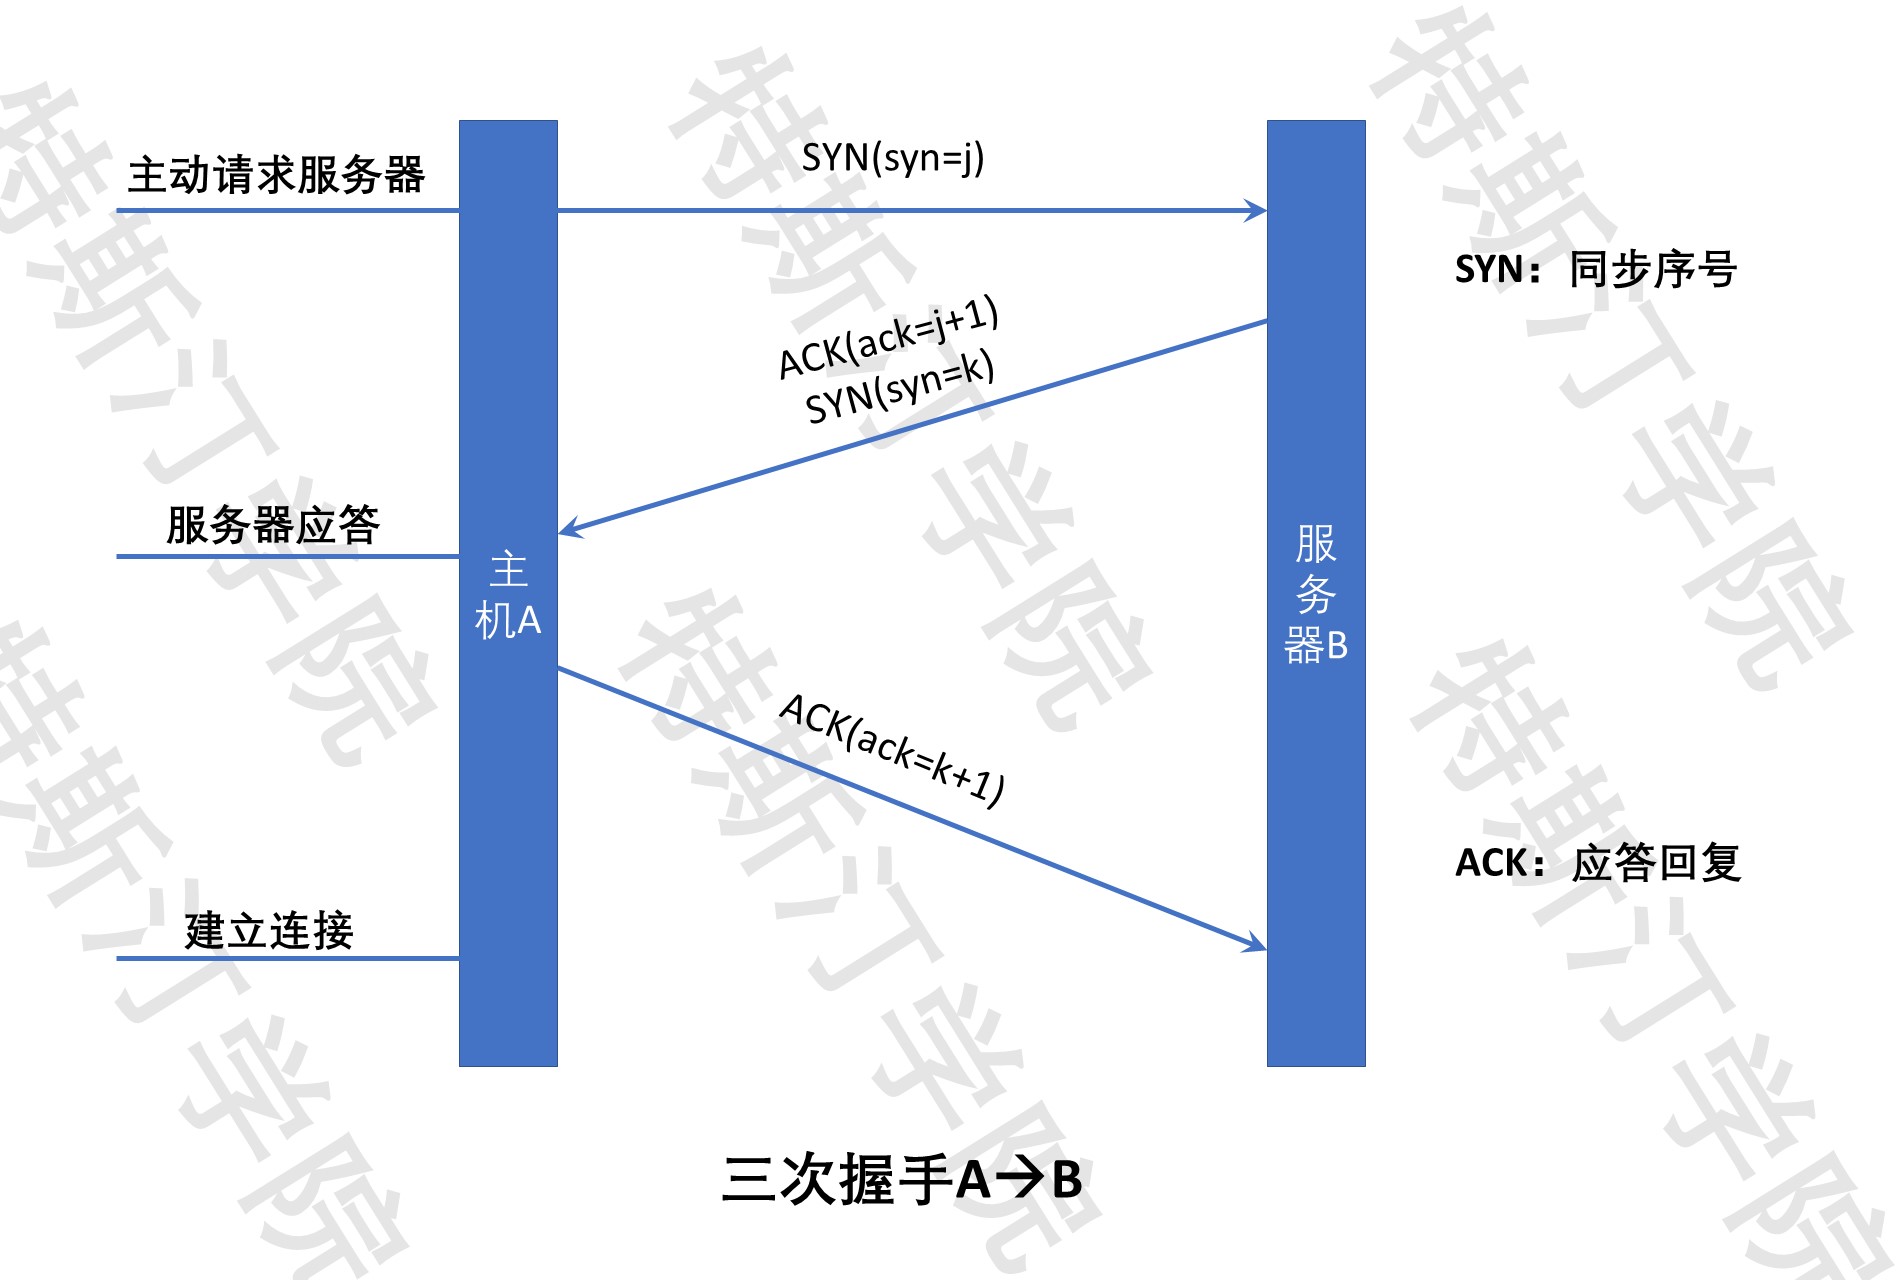 主动请求服务器
SYN(syn=j)
SYN：同步序号
ACK(ack=j+1)
SYN(syn=k)
服务器应答
主
机A
服
务
器B
ACK(ack=k+1)
ACK：应答回复
建立连接
三次握手A→B
特斯汀学院
特斯汀学院
特斯汀学院
特斯汀学院
特斯汀学院
特斯汀学院